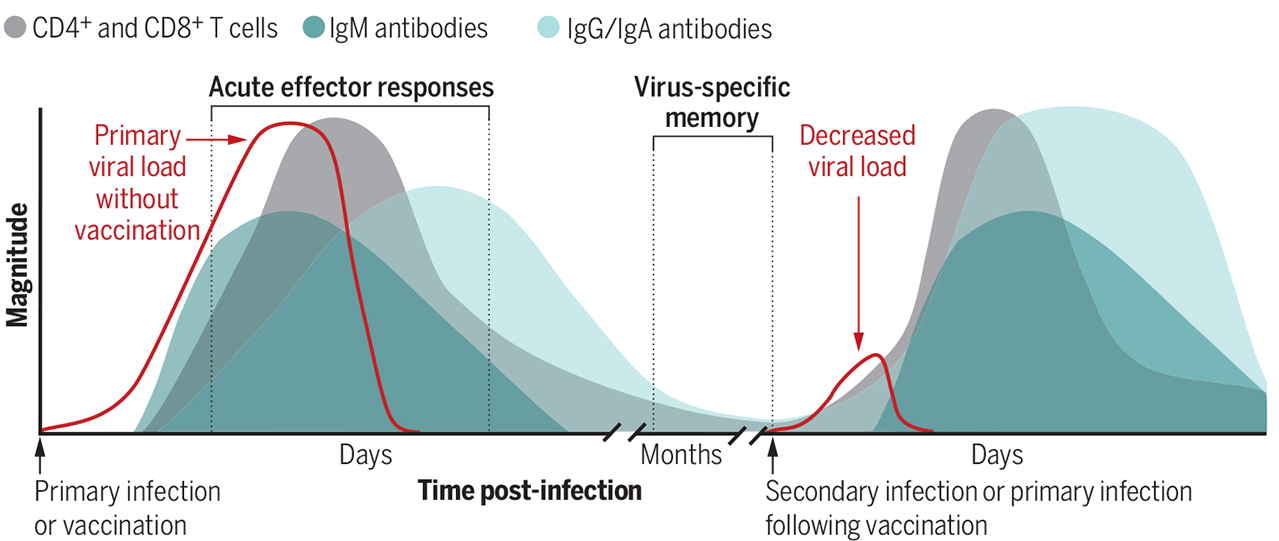 CD4⁺ and CD8⁺ T cells
IgM antibodies
IgG/IgA antibodies
Acute effector responses
Virus-specific
memory
Primary
viral load
without
vaccination
Decreased
viral load
Magnitude
Days
Months
Days
Time post-infection
Primary infection
or vaccination
Secondary infection or primary infection
following vaccination